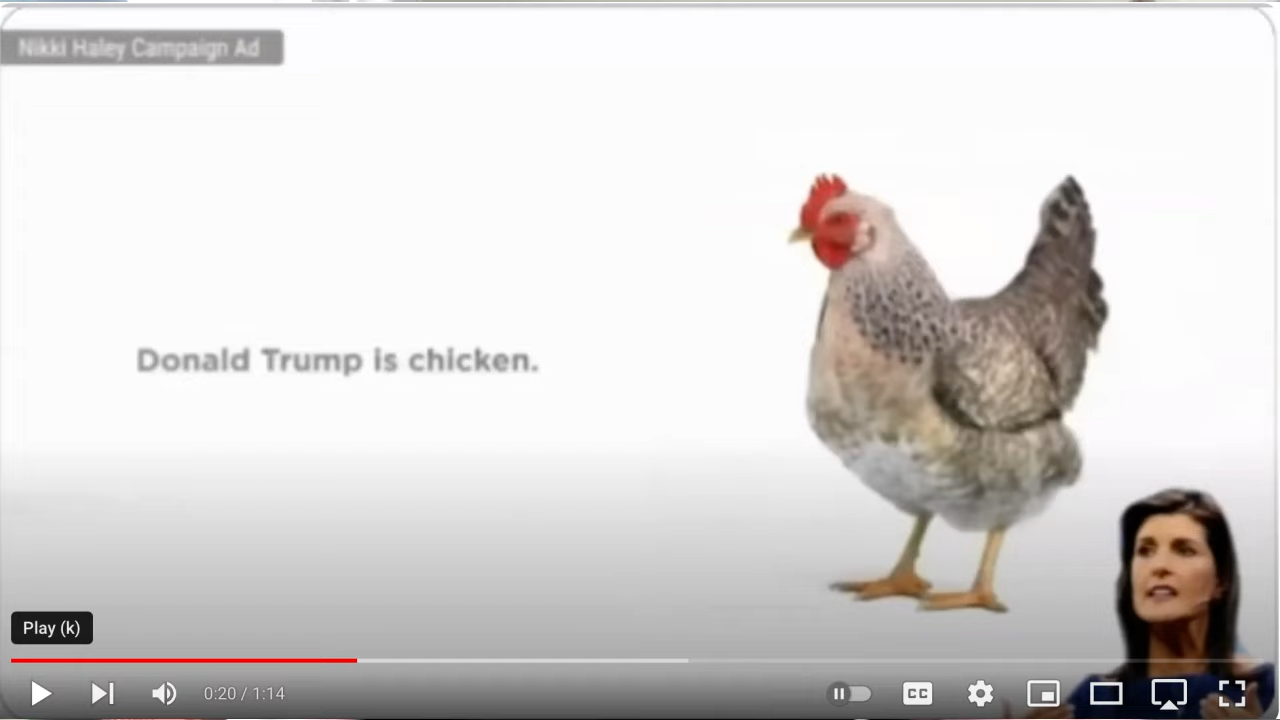 Nikki Haley Campaign Ad
Donald Trump is chicken.
Play (k)
0:20 / 1:14
CC